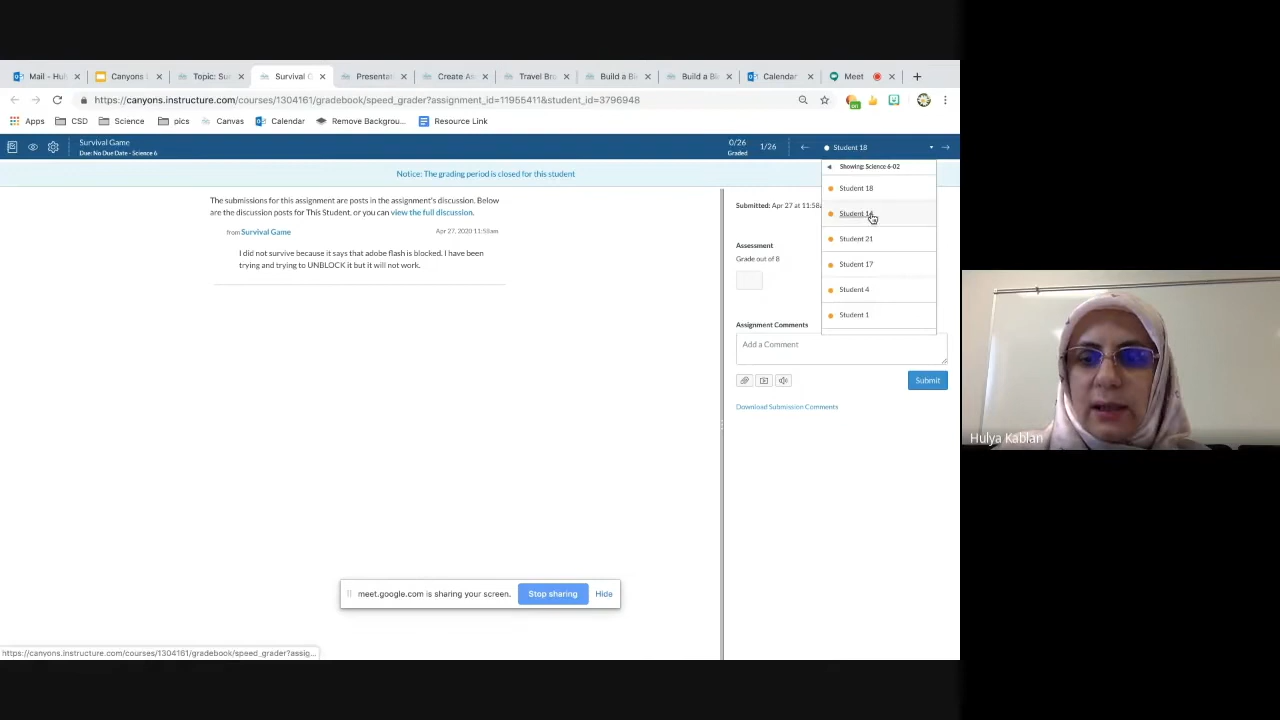 Mail - Hul
Canyons
Topic: Sur
Survival G
Presentat
Create As
Travel Bro
Build a Bi
Build a Bi
Calendar
Meet
https://canyons.instructure.com/courses/1304161/gradebook/speed_grader?assignment_id=11955411&student_id=3796948
Apps
CSD
Science
pics
Canvas
Calendar
Remove Backgrou...
Resource Link
Survival Game
Due: No Due Date - Science 6
0/26
Graded
1/26
Student 18
Notice: The grading period is closed for this student
Showing: Science 6-02
Student 18
Student 21
Student 17
Student 4
Student 1
The submissions for this assignment are posts in the assignment's discussion. Below
are the discussion posts for This Student, or you can view the full discussion.
from Survival Game
Apr 27, 2020 11:58am
I did not survive because it says that adobe flash is blocked. I have been
trying and trying to UNBLOCK it but it will not work.
Submitted: Apr 27 at 11:58a
Assessment
Grade out of 8
Assignment Comments
Add a Comment
Submit
Download Submission Comments
Hulya Kablan
meet.google.com is sharing your screen.
Stop sharing
Hide
https://canyons.instructure.com/courses/1304161/gradebook/speed_grader?assig...